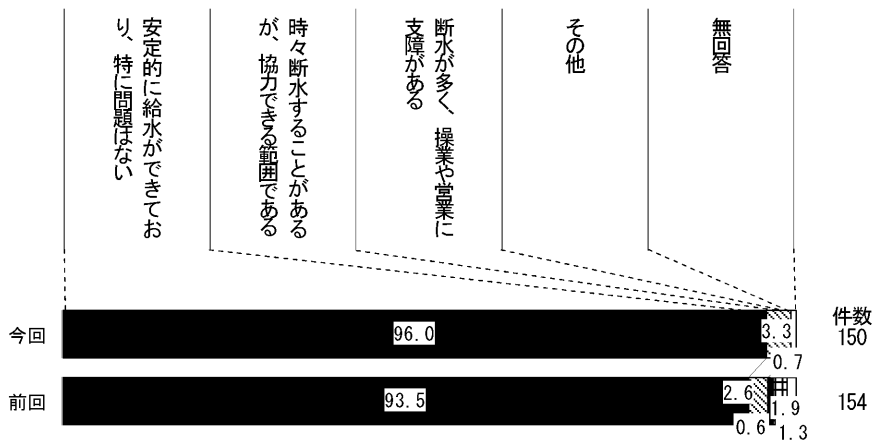 安定的に給水ができてお
り、特に問題はない
時々断水することがある
が、協力できる範囲である
断水が多く、操業や営業に
支障がある
その他
無回答
件数
今回
96.0
3.3
0.7
150
前回
93.5
2.6
0.6
1.9
1.3
154